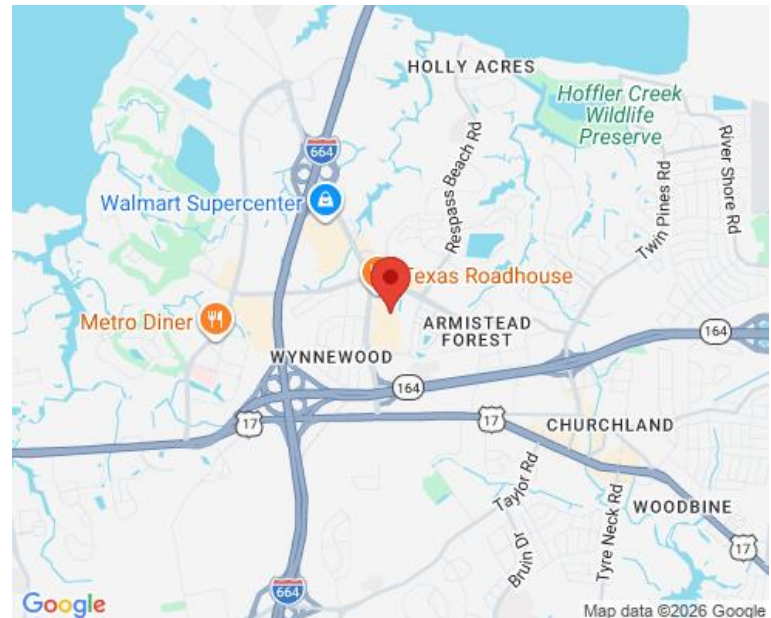 HOLLY ACRES
Hoffler Creek
Wildlife
Preserve
River Shore Rd
664
Respass Beach Rd
Twin Pines Rd
Walmart Supercenter
Texas Roadhouse
Metro Diner
ARMISTEAD
FOREST
164
WYNNEWOOD
164
17
17
CHURCHLAND
Taylor Rd
Tyre Neck Rd
WOODBINE
Bruin Dr
17
664
Google
Map data ©2026 Google